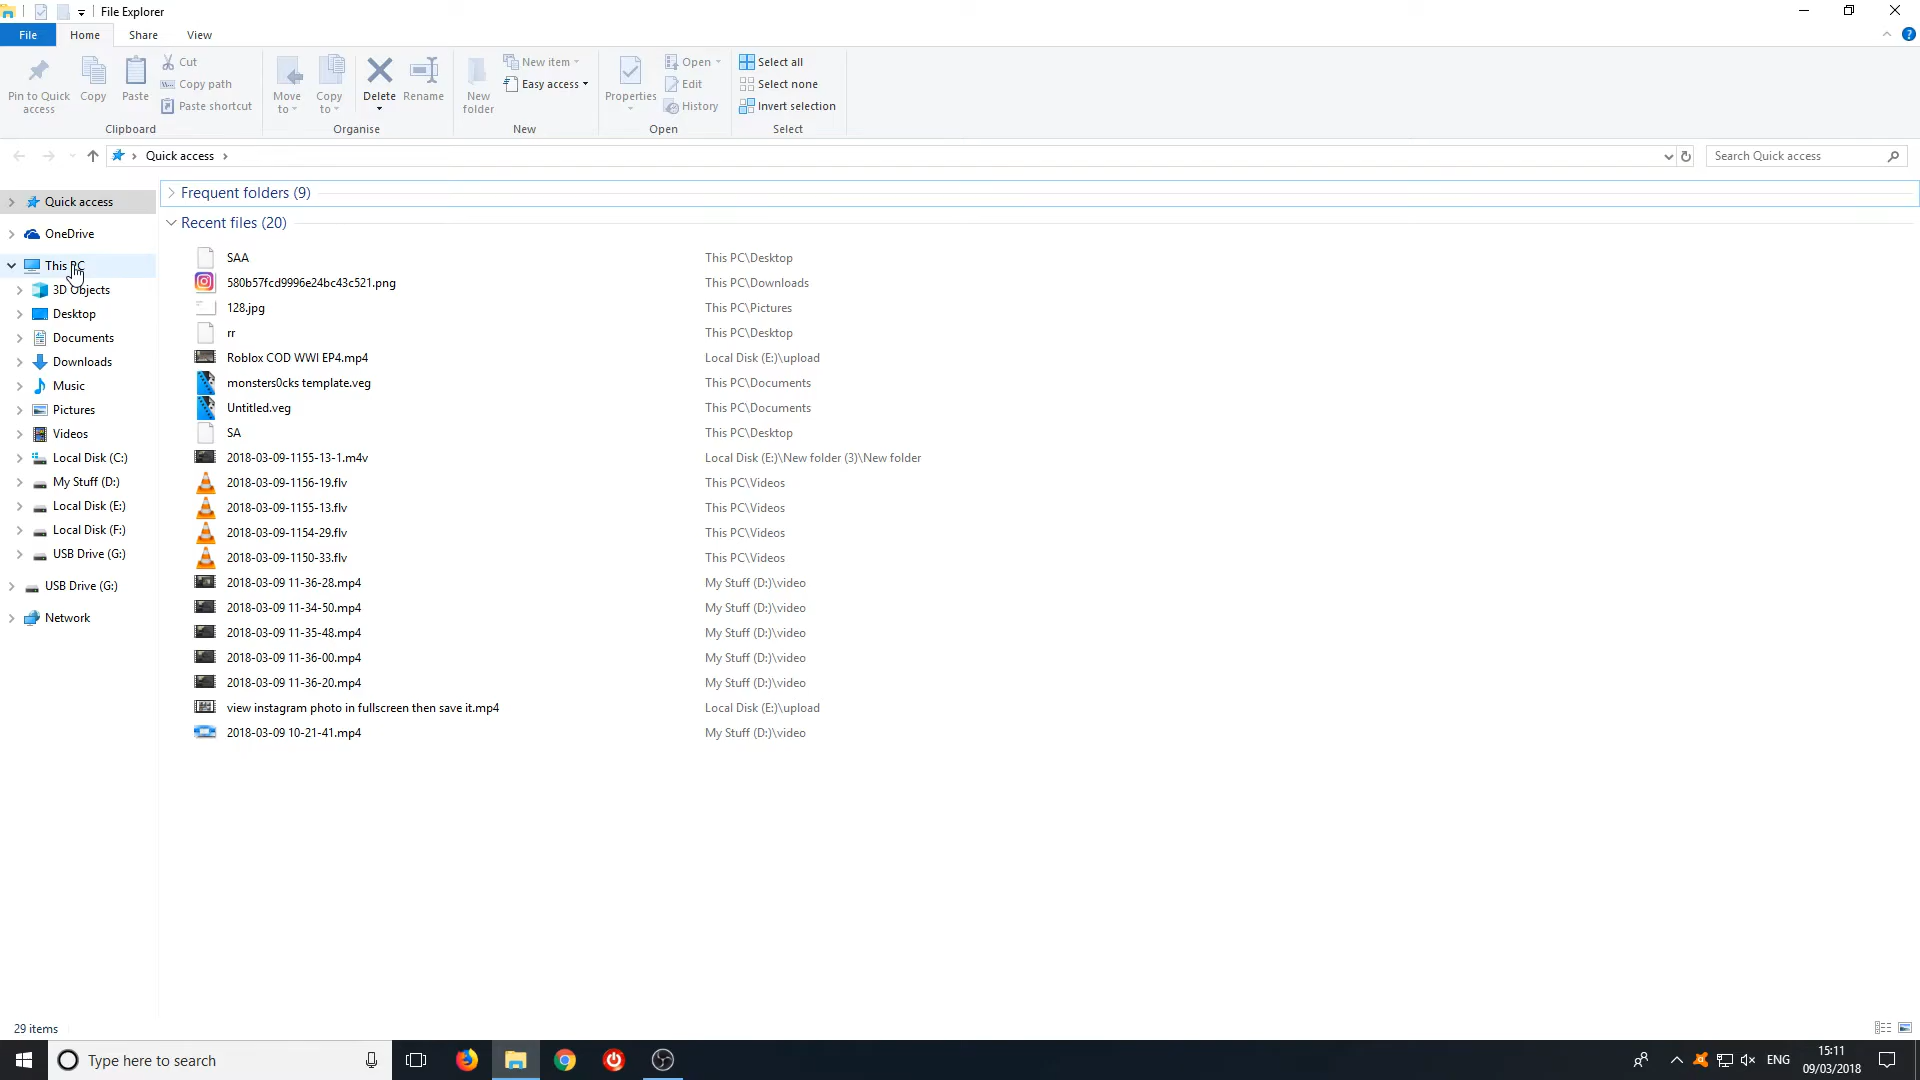 File Explorer
File Home Share View
Pin to Quick access
Copy
Paste
Cut
Copy path
Paste shortcut
Clipboard
Move to
Copy to
Delete
Rename
Organise
New folder
New item
Easy access
New
Properties
Open
Edit
History
Open
Select all
Select none
Invert selection
Select
Quick access
Search Quick access
Quick access
OneDrive
This PC
3D Objects
Desktop
Documents
Downloads
Music
Pictures
Videos
Local Disk (C:)
My Stuff (D:)
Local Disk (E:)
Local Disk (F:)
USB Drive (G:)
USB Drive (G:)
Network
Frequent folders (9)
Recent files (20)
SAA This PC\Desktop
580b57fcd9996e24bc43c521.png This PC\Downloads
128.jpg This PC\Pictures
rr This PC\Desktop
Roblox COD WWI EP4.mp4 Local Disk (E:)\upload
monsters0cks template.veg This PC\Documents
Untitled.veg This PC\Documents
SA This PC\Desktop
2018-03-09-1155-13-1.m4v Local Disk (E:)\New folder (3)\New folder
2018-03-09-1156-19.flv This PC\Videos
2018-03-09-1155-13.flv This PC\Videos
2018-03-09-1154-29.flv This PC\Videos
2018-03-09-1150-33.flv This PC\Videos
2018-03-09 11-36-28.mp4 My Stuff (D:)\video
2018-03-09 11-34-50.mp4 My Stuff (D:)\video
2018-03-09 11-35-48.mp4 My Stuff (D:)\video
2018-03-09 11-36-00.mp4 My Stuff (D:)\video
2018-03-09 11-36-20.mp4 My Stuff (D:)\video
view instagram photo in fullscreen then save it.mp4 Local Disk (E:)\upload
2018-03-09 10-21-41.mp4 My Stuff (D:)\video
29 items
Type here to search
ENG
15:11
09/03/2018